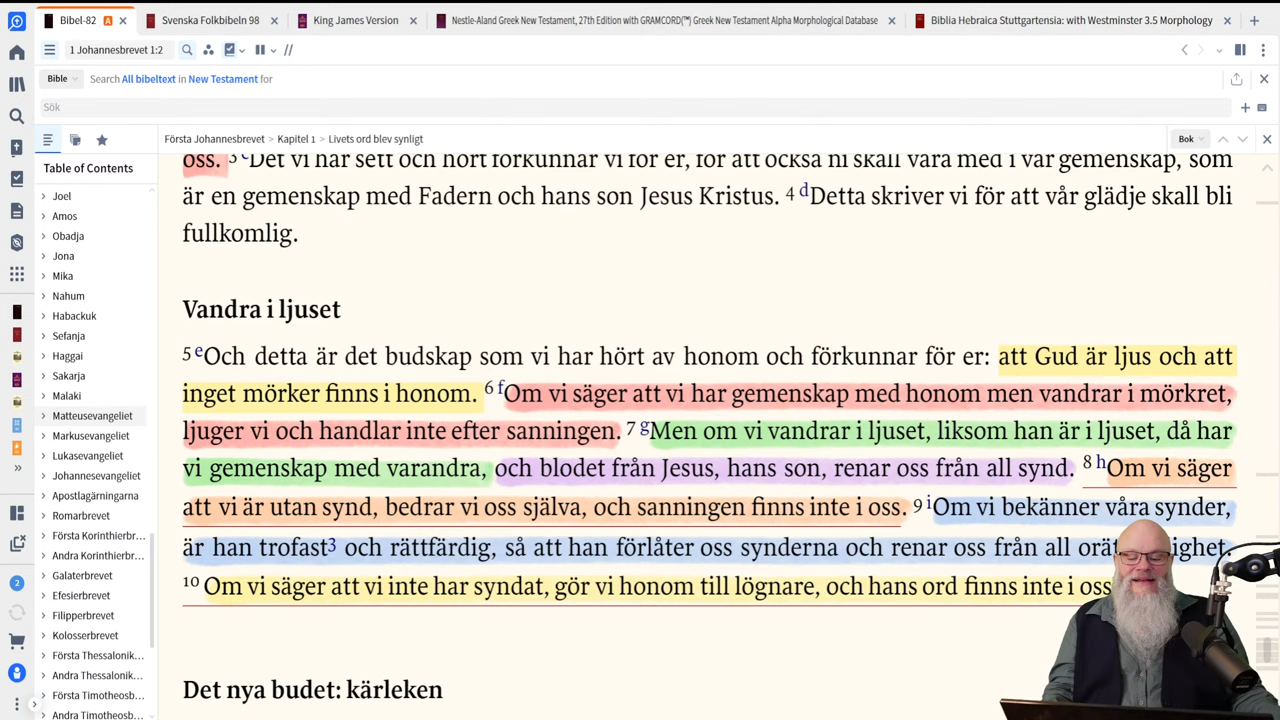 Bibel-82 A
Svenska Folkbibeln 98
King James Version
Nestle-Aland Greek New Testament, 27th Edition with GRAMCORD(™) Greek New Testament Alpha Morphological Database
Biblia Hebraica Stuttgartensia: with Westminster 3.5 Morphology
1 Johannesbrevet 1:2
Bible Search All bibeltext in New Testament for
Sök
Första Johannesbrevet > Kapitel 1 > Livets ord blev synligt
Bok
Table of Contents
Joel
Amos
Obadja
Jona
Mika
Nahum
Habackuk
Sefanja
Haggai
Sakarja
Malaki
Matteusevangeliet
Markusevangeliet
Lukasevangeliet
Johannesevangeliet
Apostlagärningarna
Romarbrevet
Första Korinthierbr...
Andra Korinthierbr...
Galaterbrevet
Efesierbrevet
Filipperbrevet
Kolosserbrevet
Första Thessalonik...
Andra Thessalonik...
Första Timotheosb...
Andra Timotheosb...
2
oss. 3 c Det vi har sett och hört förkunnar vi för er, för att också ni skall vara med i vår gemenskap, som
är en gemenskap med Fadern och hans son Jesus Kristus. 4 d Detta skriver vi för att vår glädje skall bli
fullkomlig.
Vandra i ljuset
5 e Och detta är det budskap som vi har hört av honom och förkunnar för er: att Gud är ljus och att
inget mörker finns i honom. 6 f Om vi säger att vi har gemenskap med honom men vandrar i mörkret,
ljuger vi och handlar inte efter sanningen. 7 g Men om vi vandrar i ljuset, liksom han är i ljuset, då har
vi gemenskap med varandra, och blodet från Jesus, hans son, renar oss från all synd. 8 h Om vi säger
att vi är utan synd, bedrar vi oss själva, och sanningen finns inte i oss. 9 i Om vi bekänner våra synder,
är han trofast3 och rättfärdig, så att han förlåter oss synderna och renar oss från all
10 Om vi säger att vi inte har syndat, gör vi honom till lögnare, och hans ord finns inte i oss
Det nya budet: kärleken